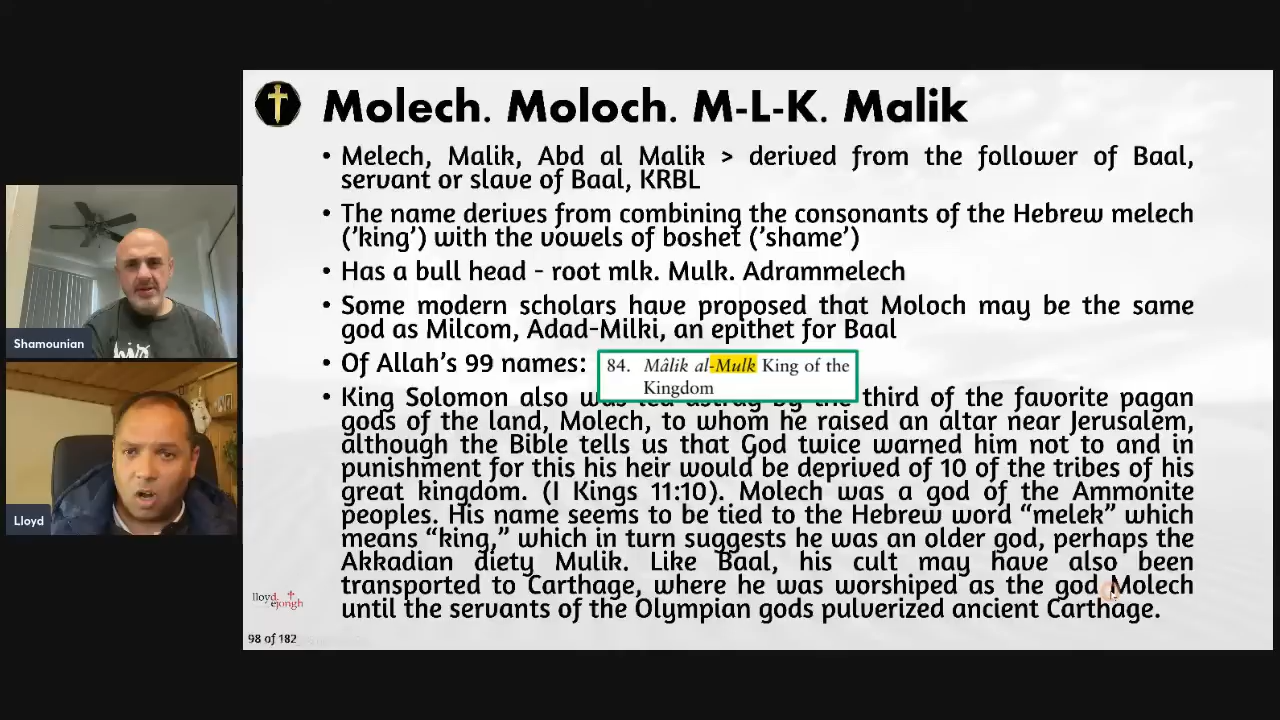 Molech. Moloch. M-L-K. Malik
• Melech, Malik, Abd al Malik > derived from the follower of Baal,
servant or slave of Baal, KRBL
• The name derives from combining the consonants of the Hebrew melech
('king') with the vowels of boshet ('shame')
• Has a bull head - root mlk. Mulk. Adrammelech
• Some modern scholars have proposed that Moloch may be the same
god as Milcom, Adad-Milki, an epithet for Baal
• Of Allah's 99 names:
84. Mâlik al-Mulk King of the
Kingdom
• King Solomon also third of the favorite pagan
gods of the land, Molech, to whom he raised an altar near Jerusalem,
although the Bible tells us that God twice warned him not to and in
punishment for this his heir would be deprived of 10 of the tribes of his
great kingdom. (I Kings 11:10). Molech was a god of the Ammonite
peoples. His name seems to be tied to the Hebrew word “melek” which
means “king,” which in turn suggests he was an older god, perhaps the
Akkadian diety Mulik. Like Baal, his cult may have also been
transported to Carthage, where he was worshiped as the god Molech
until the servants of the Olympian gods pulverized ancient Carthage.
Shamounian
Lloyd
lloyd
ejongh
98 of 182